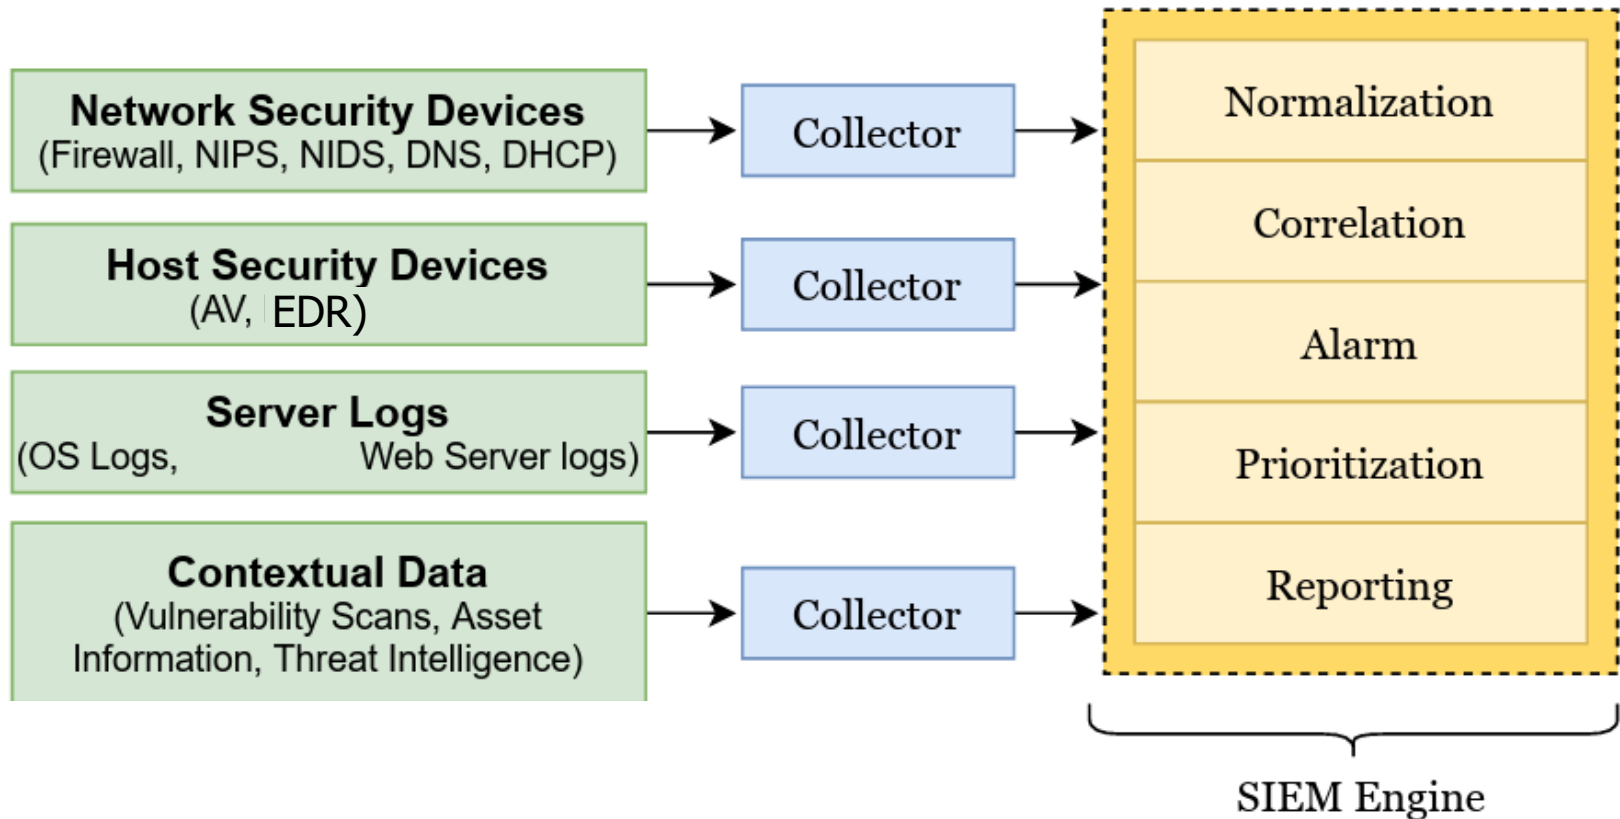 Network Security Devices
(Firewall, NIPS, NIDS, DNS, DHCP)
Collector
Host Security Devices
(AV, EDR)
Collector
Server Logs
(OS Logs, Web Server logs)
Collector
Contextual Data
(Vulnerability Scans, Asset
Information, Threat Intelligence)
Collector
Normalization
Correlation
Alarm
Prioritization
Reporting
SIEM Engine